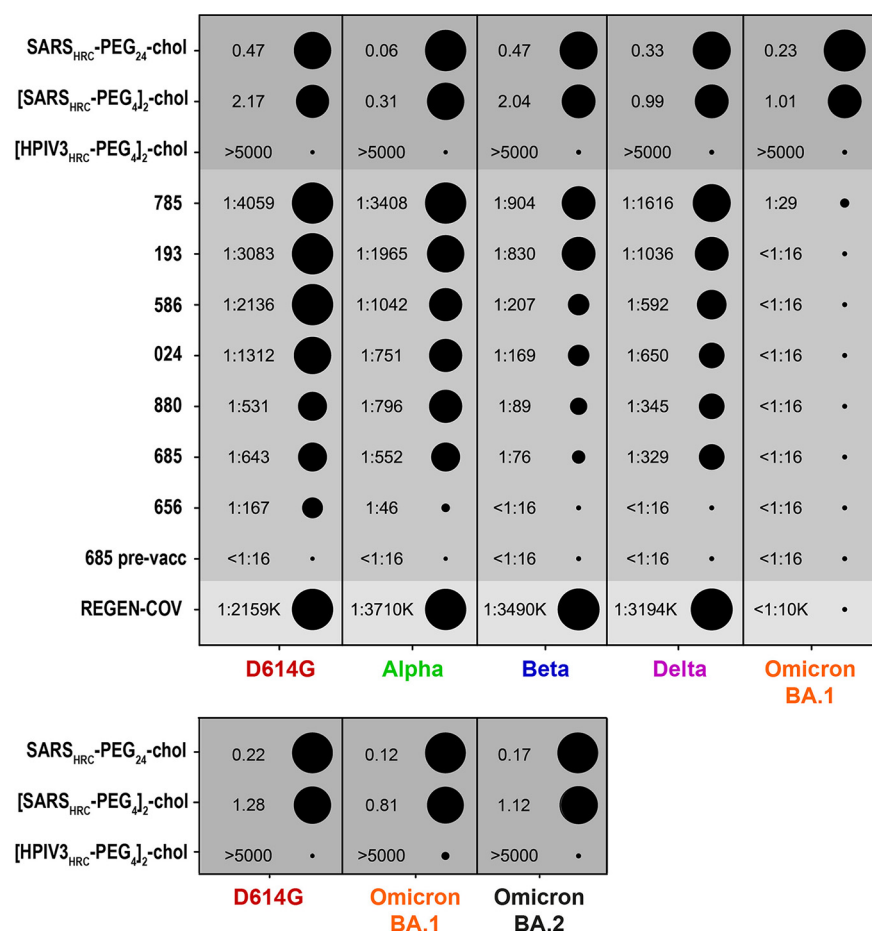 SARSHRC-PEG24-chol 0.47 0.06 0.47 0.33 0.23
[SARSHRC-PEG4]2-chol 2.17 0.31 2.04 0.99 1.01
[HPIV3HRC-PEG4]2-chol >5000 >5000 >5000 >5000 >5000
785 1:4059 1:3408 1:904 1:1616 1:29
193 1:3083 1:1965 1:830 1:1036 <1:16
586 1:2136 1:1042 1:207 1:592 <1:16
024 1:1312 1:751 1:169 1:650 <1:16
880 1:531 1:796 1:89 1:345 <1:16
685 1:643 1:552 1:76 1:329 <1:16
656 1:167 1:46 <1:16 <1:16 <1:16
685 pre-vacc <1:16 <1:16 <1:16 <1:16 <1:16
REGEN-COV 1:2159K 1:3710K 1:3490K 1:3194K <1:10K
D614G Alpha Beta Delta Omicron
BA.1
SARSHRC-PEG24-chol 0.22 0.12 0.17
[SARSHRC-PEG4]2-chol 1.28 0.81 1.12
[HPIV3HRC-PEG4]2-chol >5000 >5000 >5000
D614G Omicron Omicron
BA.1 BA.2